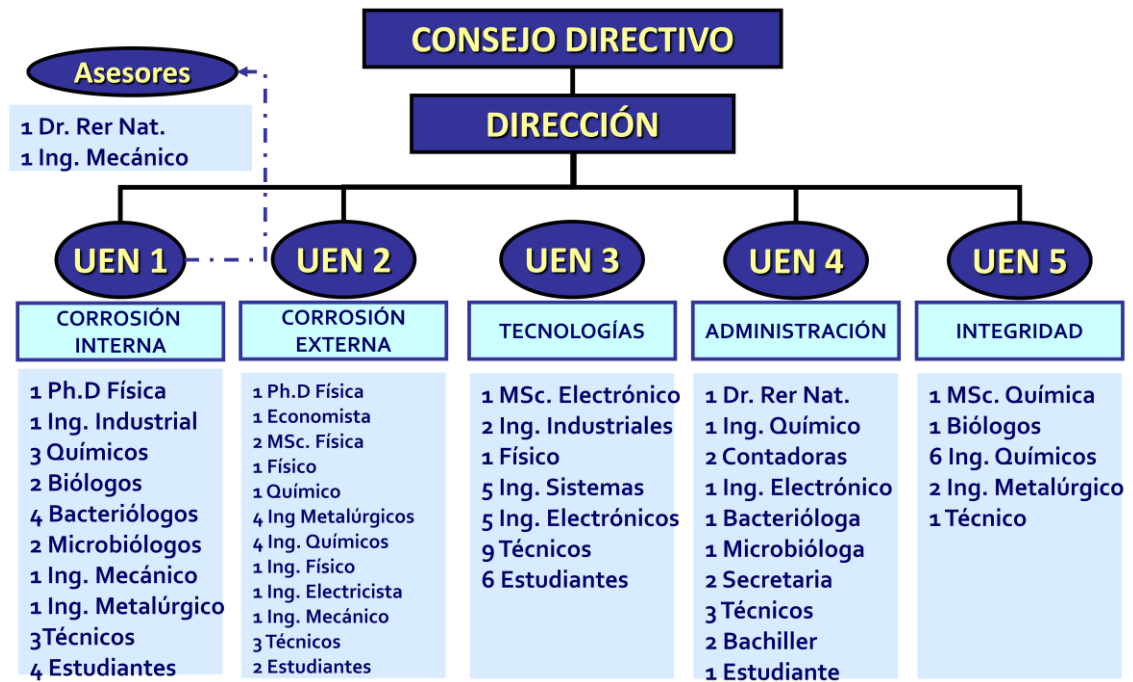 CONSEJO DIRECTIVO
Asesores
1 Dr. Rer Nat.
1 Ing. Mecánico
DIRECCIÓN
UEN 1
UEN 2
UEN 3
UEN 4
UEN 5
CORROSIÓN
INTERNA
CORROSIÓN
EXTERNA
TECNOLOGÍAS
ADMINISTRACIÓN
INTEGRIDAD
1 Ph.D Física
1 Ing. Industrial
3 Químicos
2 Biólogos
4 Bacteriólogos
2 Microbiólogos
1 Ing. Mecánico
1 Ing. Metalúrgico
3Técnicos
4 Estudiantes
1 Ph.D Física
1 Economista
2 MSc. Física
1 Físico
1 Químico
4 Ing Metalúrgicos
4 Ing. Químicos
1 Ing. Físico
1 Ing. Electricista
1 Ing. Mecánico
3 Técnicos
2 Estudiantes
1 MSc. Electrónico
2 Ing. Industriales
1 Físico
5 Ing. Sistemas
5 Ing. Electrónicos
9 Técnicos
6 Estudiantes
1 Dr. Rer Nat.
1 Ing. Químico
2 Contadoras
1 Ing. Electrónico
1 Bacterióloga
1 Microbióloga
2 Secretaria
3 Técnicos
2 Bachiller
1 Estudiante
1 MSc. Química
1 Biólogos
6 Ing. Químicos
2 Ing. Metalúrgico
1 Técnico